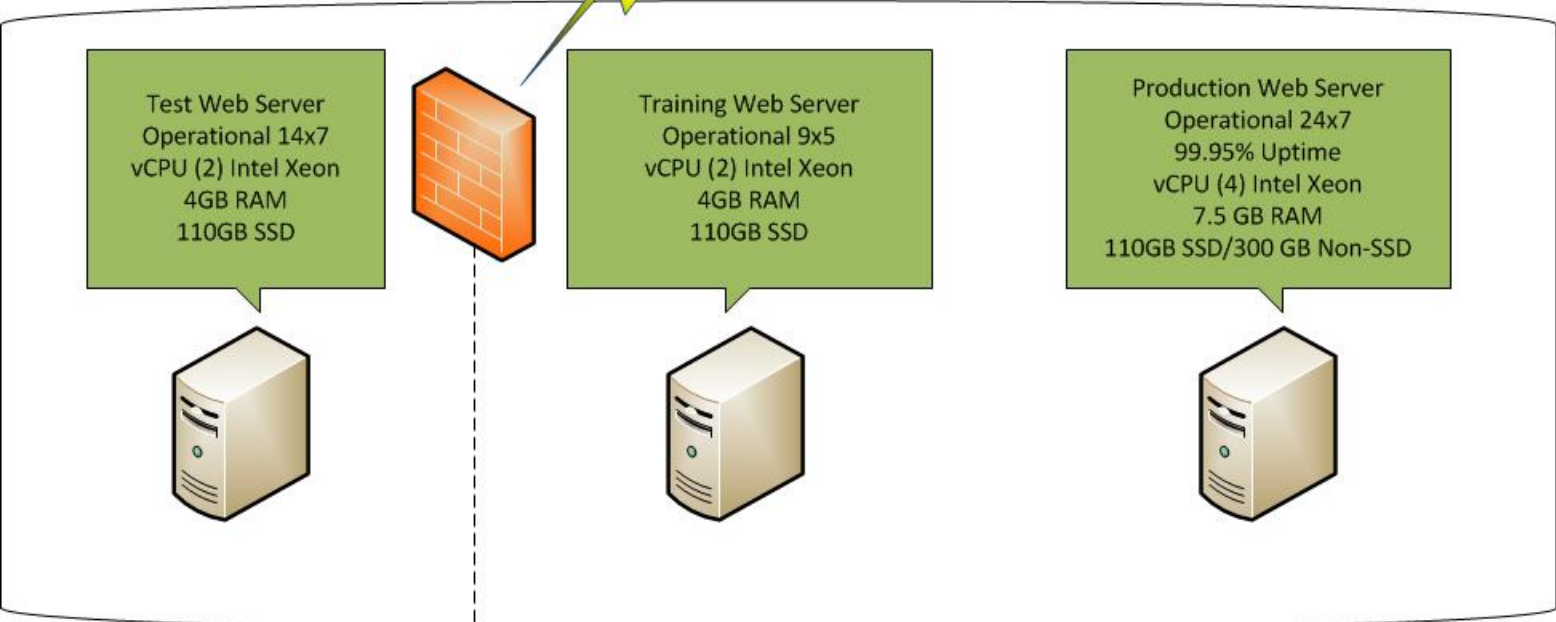 Test Web Server
Operational 14x7
vCPU (2) Intel Xeon
4GB RAM
110GB SSD
Training Web Server
Operational 9x5
vCPU (2) Intel Xeon
4GB RAM
110GB SSD
Production Web Server
Operational 24x7
99.95% Uptime
vCPU (4) Intel Xeon
7.5 GB RAM
110GB SSD/300 GB Non-SSD